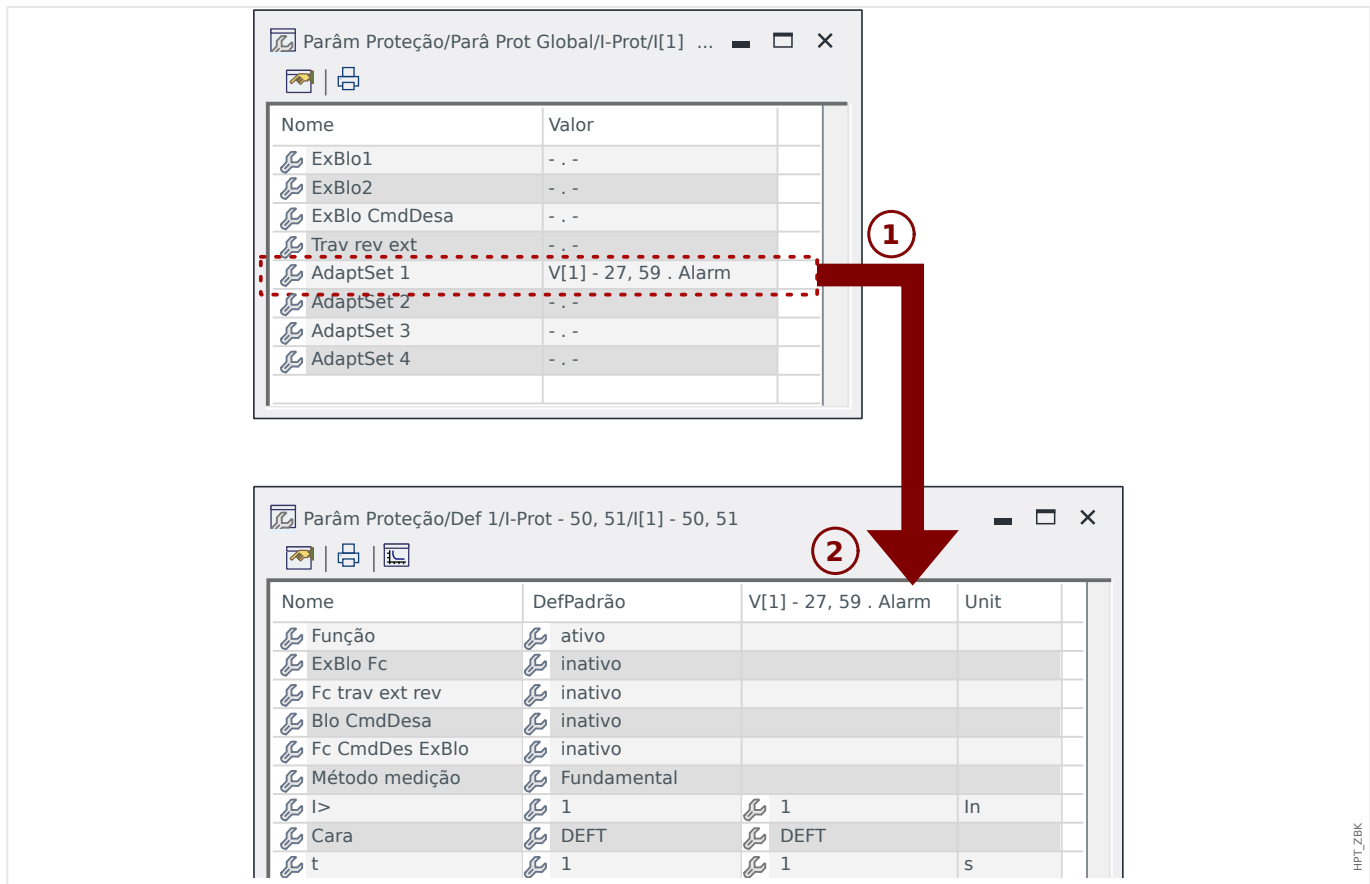 Parâm Proteção/Parâ Prot Global/I-Prot/I[1] ...
Nome Valor
ExBlo1 - . -
ExBlo2 - . -
ExBlo CmdDesa - . -
Trav rev ext - . -
AdaptSet 1 V[1] - 27, 59 . Alarm
AdaptSet 2 - . -
AdaptSet 3 - . -
AdaptSet 4 - . -
1
Parâm Proteção/Def 1/I-Prot - 50, 51/I[1] - 50, 51
2
Nome DefPadrão V[1] - 27, 59 . Alarm Unit
Função ativo
ExBlo Fc inativo
Fc trav ext rev inativo
Blo CmdDesa inativo
Fc CmdDes ExBlo inativo
Método medição Fundamental
I> 1 1 In
Cara DEFT DEFT
t 1 1 s
HPT_ZBK